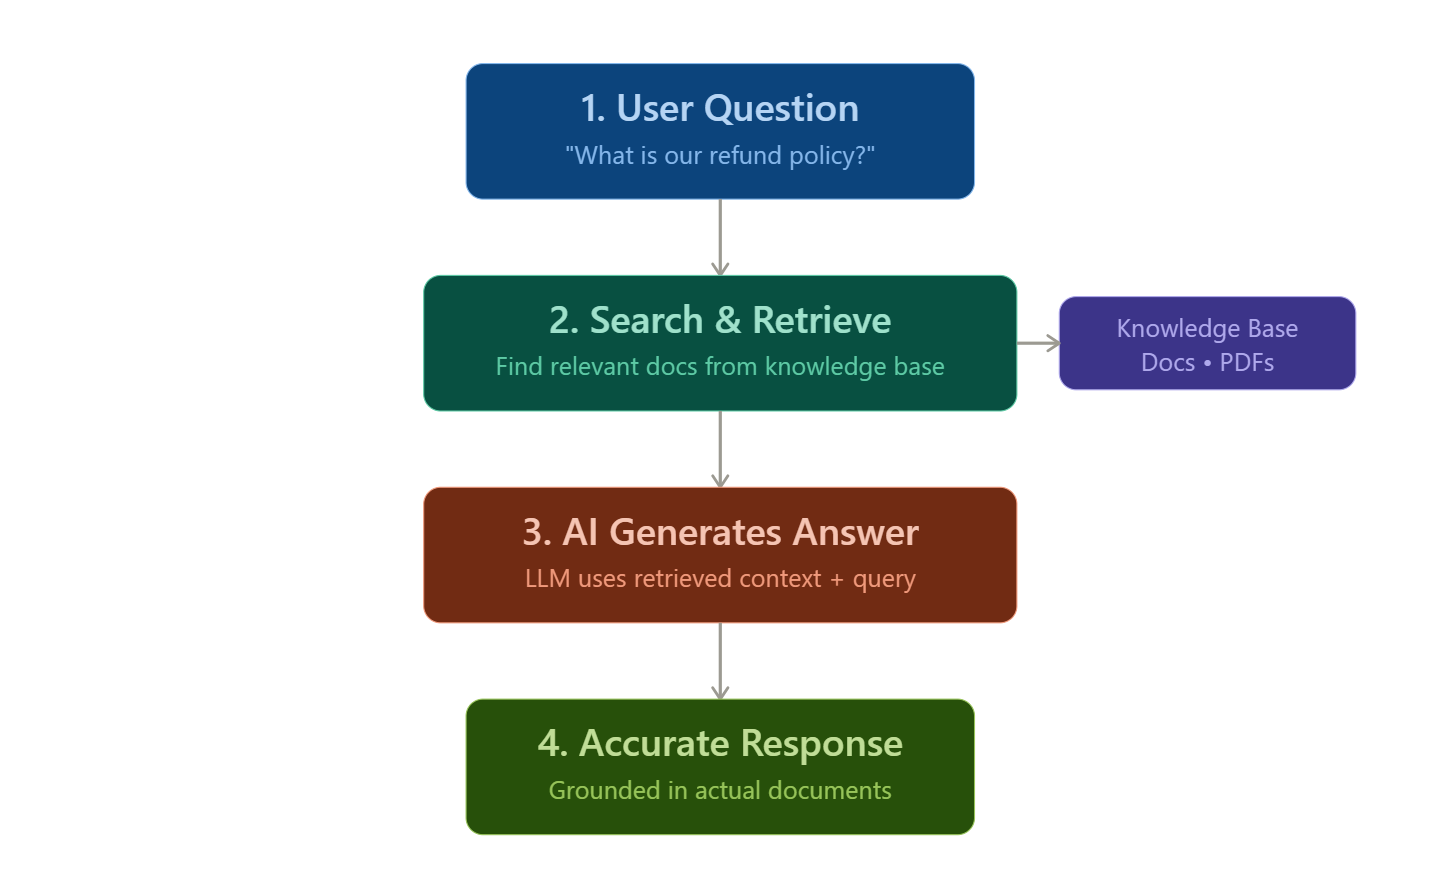 1. User Question
"What is our refund policy?"
2. Search & Retrieve
Find relevant docs from knowledge base
Knowledge Base
Docs • PDFs
3. AI Generates Answer
LLM uses retrieved context + query
4. Accurate Response
Grounded in actual documents